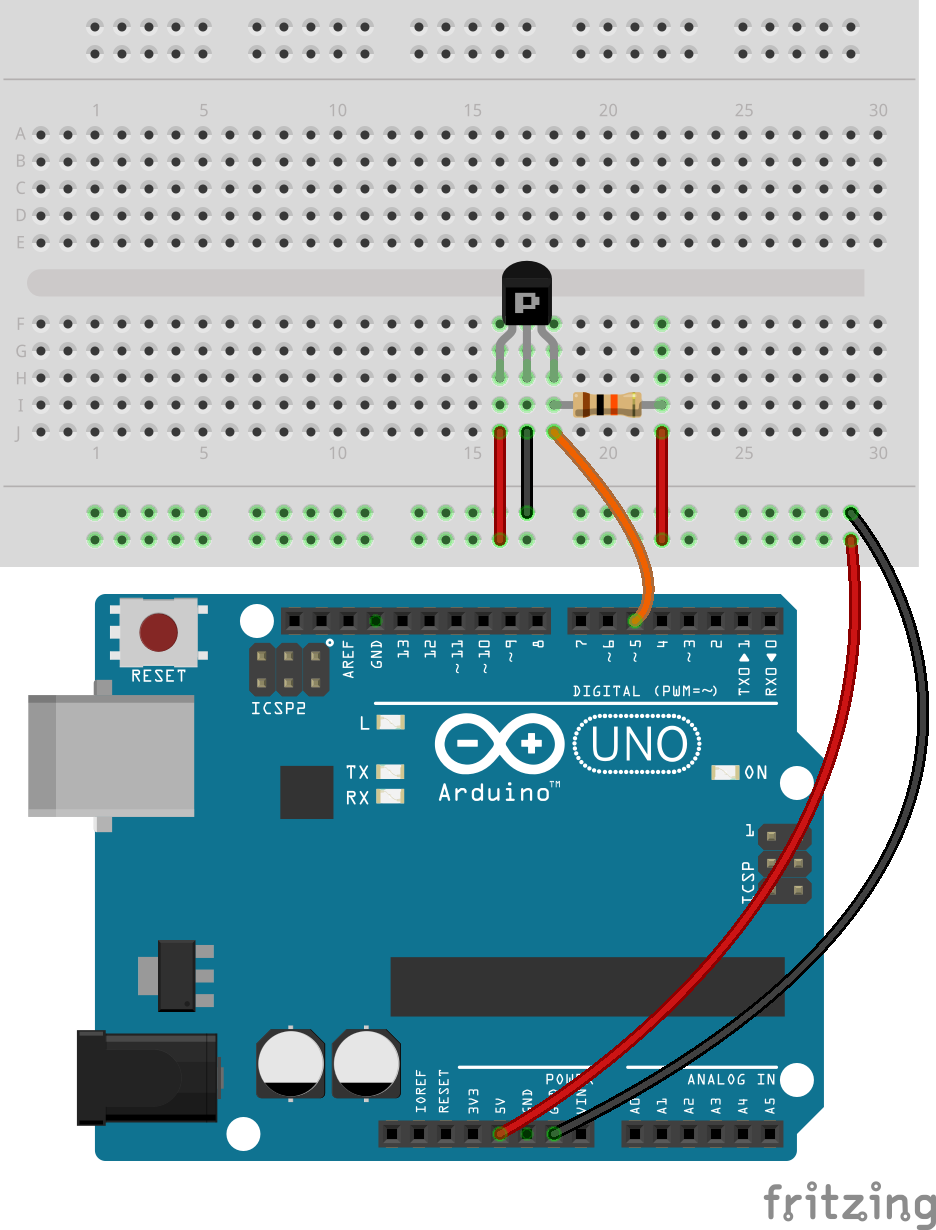 1 5 10 15 20 25 30
A
B
C
D
E
P
F
G
H
I
J
1 5 10 15 20 25 30
RESET
ICSP2
AREF
GND
13
12
~11
~10
~9
8
7
~6
~5
4
~3
2
TX0▶1
RX0◀0
DIGITAL (PWM=~)
L
TX
RX
Arduino™
UNO
ON
1
ICSP
IOREF
RESET
3V3
5V
GND
GND
VIN
POWER
ANALOG IN
A0
A1
A2
A3
A4
A5
fritzing